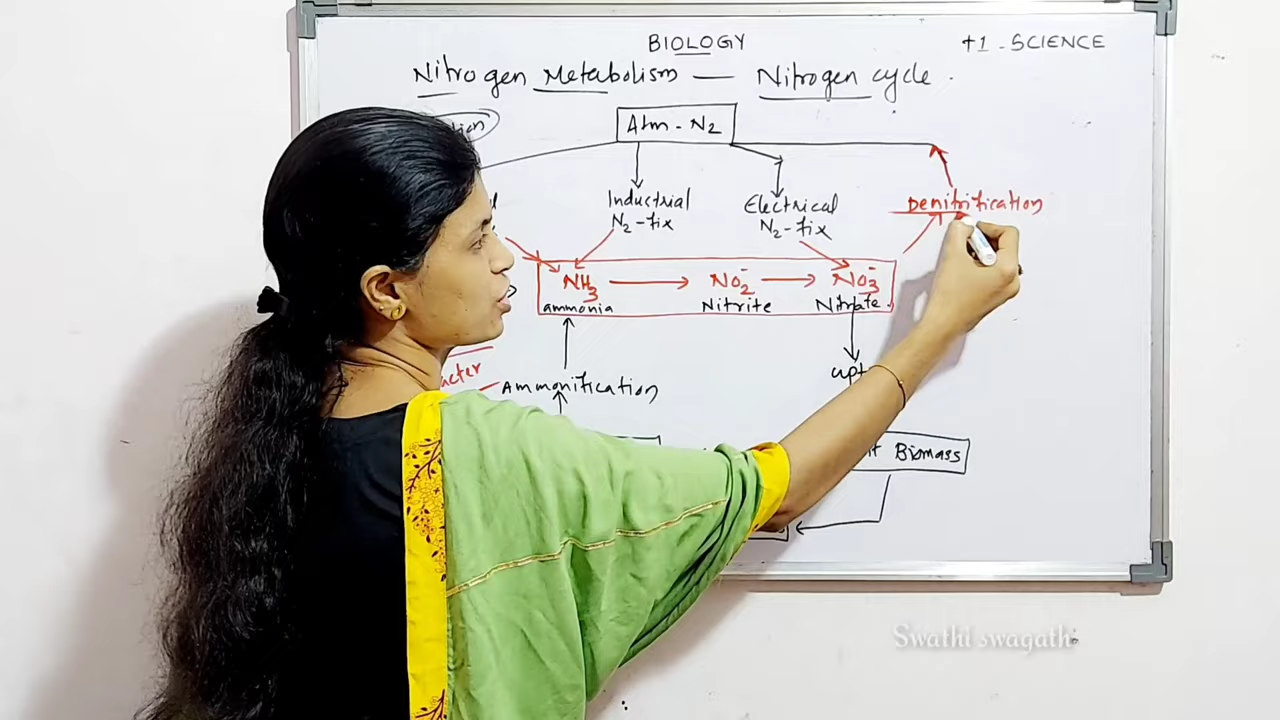 BIOLOGY
+1 - SCIENCE
Nitrogen Metabolism — Nitrogen cycle.
Atm - N2
Inductrial
N2-fix
Electrical
N2-fix
Denitrification
NH3 NO2- NO3-
ammonia Nitrite Nitrate.
Ammonification
Biomass
Swathi swagath